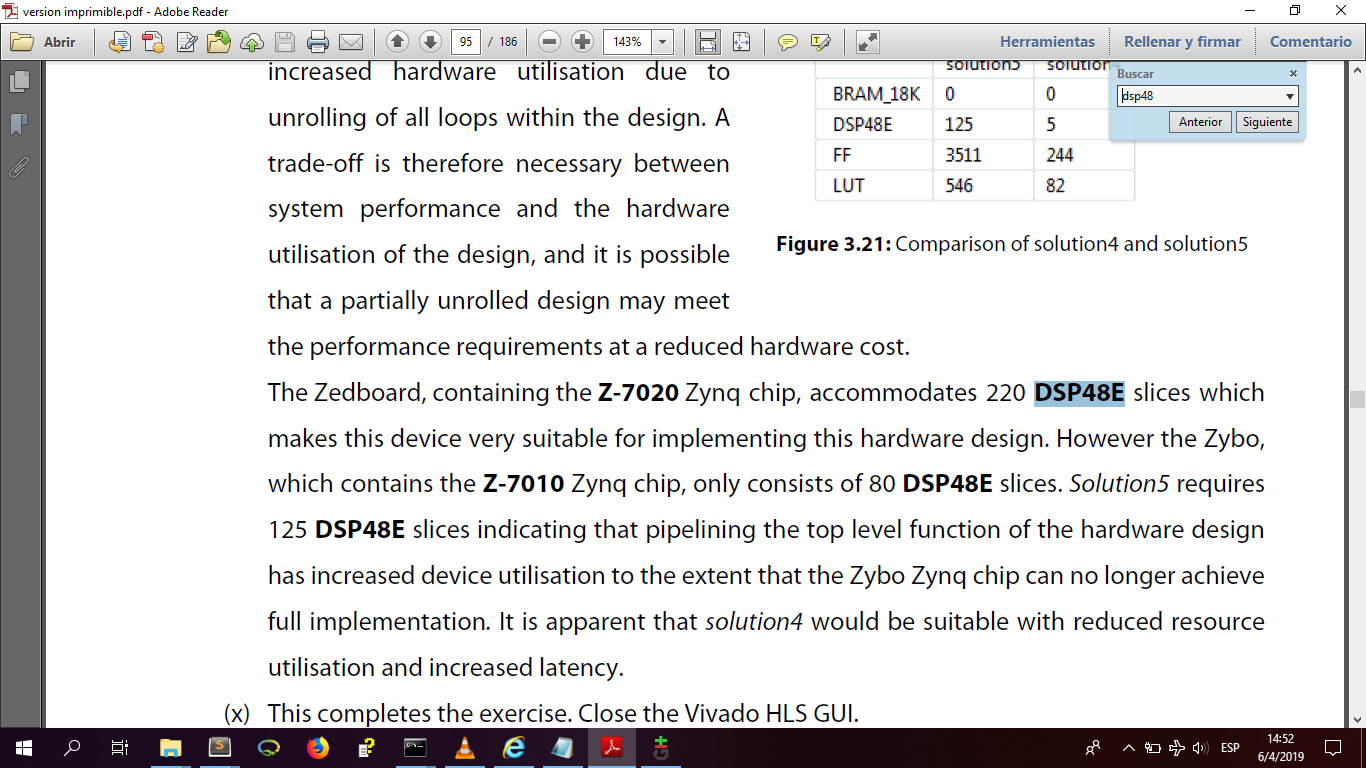 version imprimible.pdf - Adobe Reader
Abrir
95 / 186
143%
Herramientas
Rellenar y firmar
Comentario
Buscar
dsp48
Anterior
Siguiente
increased hardware utilisation due to
unrolling of all loops within the design. A
trade-off is therefore necessary between
system performance and the hardware
utilisation of the design, and it is possible
that a partially unrolled design may meet
solution5 solution4
BRAM_18K 0 0
DSP48E 125 5
FF 3511 244
LUT 546 82
Figure 3.21: Comparison of solution4 and solution5
the performance requirements at a reduced hardware cost.
The Zedboard, containing the Z-7020 Zynq chip, accommodates 220 DSP48E slices which
makes this device very suitable for implementing this hardware design. However the Zybo,
which contains the Z-7010 Zynq chip, only consists of 80 DSP48E slices. Solution5 requires
125 DSP48E slices indicating that pipelining the top level function of the hardware design
has increased device utilisation to the extent that the Zybo Zynq chip can no longer achieve
full implementation. It is apparent that solution4 would be suitable with reduced resource
utilisation and increased latency.
(x) This completes the exercise. Close the Vivado HLS GUI.
ESP
14:52
6/4/2019